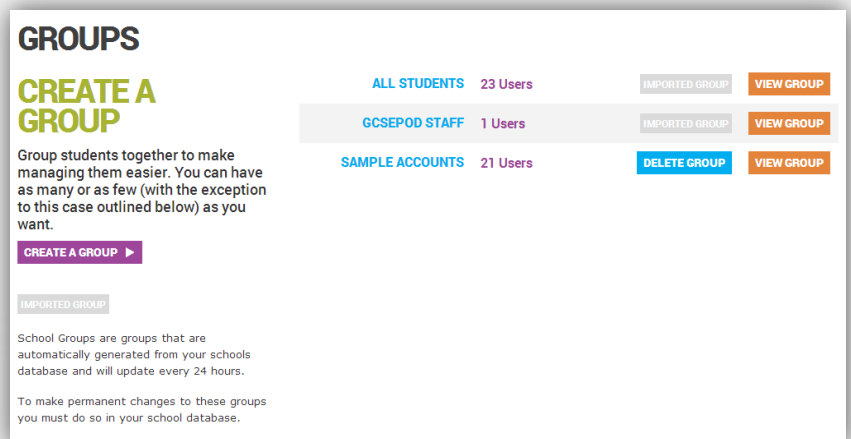 GROUPS
CREATE A
GROUP
Group students together to make
managing them easier. You can have
as many or as few (with the exception
to this case outlined below) as you
want.
CREATE A GROUP
IMPORTED GROUP
School Groups are groups that are
automatically generated from your schools
database and will update every 24 hours.
To make permanent changes to these groups
you must do so in your school database.
ALL STUDENTS 23 Users IMPORTED GROUP VIEW GROUP
GCSEPOD STAFF 1 Users IMPORTED GROUP VIEW GROUP
SAMPLE ACCOUNTS 21 Users DELETE GROUP VIEW GROUP